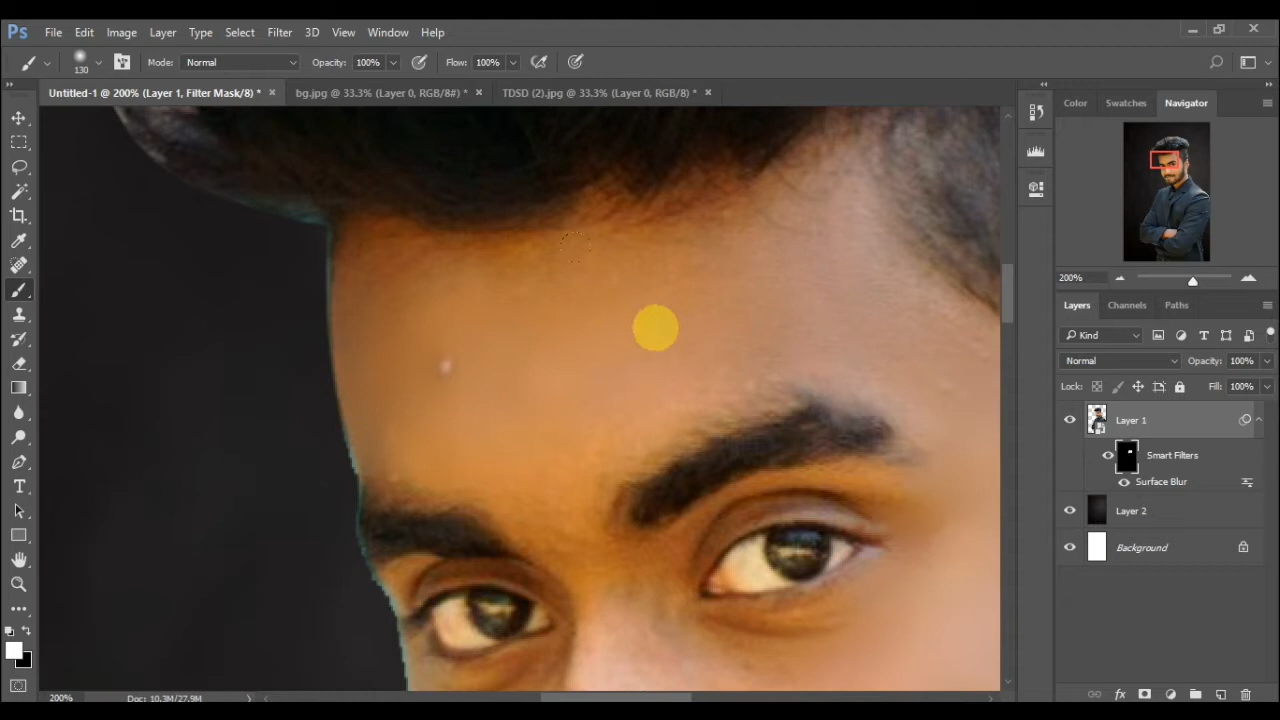 Ps File Edit Image Layer Type Select Filter 3D View Window Help
130 Mode: Normal Opacity: 100% Flow: 100%
Untitled-1 @ 200% (Layer 1, Filter Mask/8) * × bg.jpg @ 33.3% (Layer 0, RGB/8#) * × TDSD (2).jpg @ 33.3% (Layer 0, RGB/8) * ×
Color Swatches Navigator
200%
Layers Channels Paths
Kind
Normal Opacity: 100%
Lock: Fill: 100%
Layer 1
Smart Filters
Surface Blur
Layer 2
Background
200% Doc: 10.3M/27.9M
fx